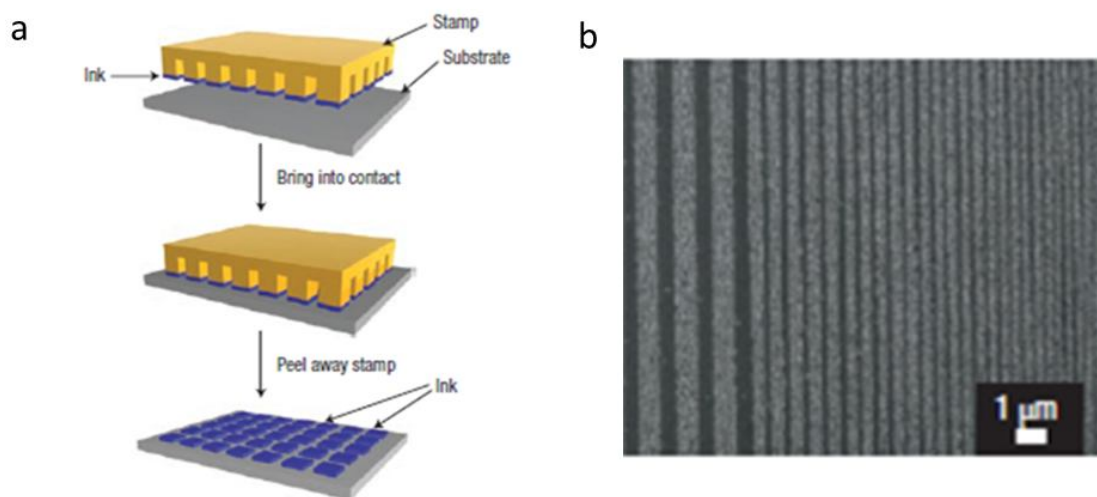 a
Stamp
Substrate
Ink
Bring into contact
Peel away stamp
Ink
b
1 μm